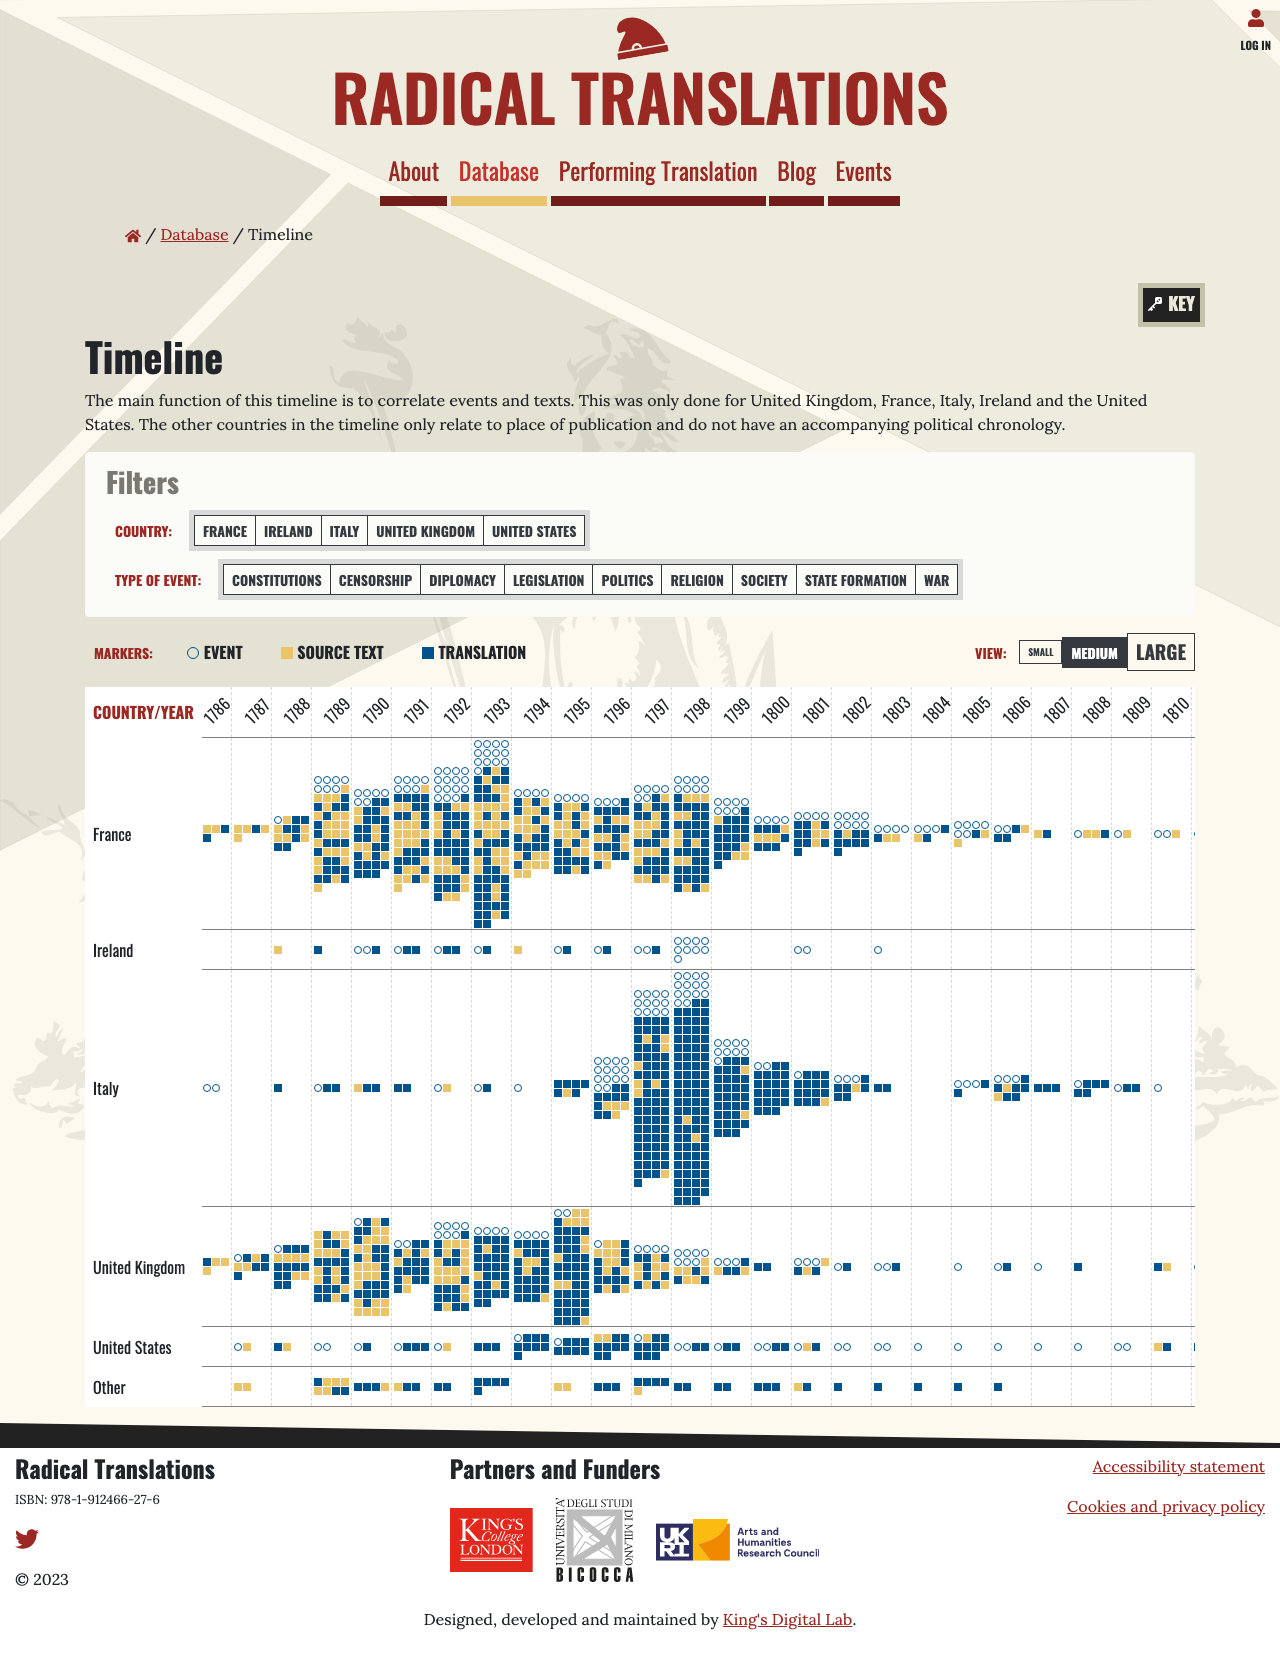 LOG IN
RADICAL TRANSLATIONS
About Database Performing Translation Blog Events
/ Database / Timeline
KEY
Timeline
The main function of this timeline is to correlate events and texts. This was only done for United Kingdom, France, Italy, Ireland and the United
States. The other countries in the timeline only relate to place of publication and do not have an accompanying political chronology.
Filters
COUNTRY: FRANCE IRELAND ITALY UNITED KINGDOM UNITED STATES
TYPE OF EVENT: CONSTITUTIONS CENSORSHIP DIPLOMACY LEGISLATION POLITICS RELIGION SOCIETY STATE FORMATION WAR
MARKERS: EVENT SOURCE TEXT TRANSLATION VIEW: SMALL MEDIUM LARGE
COUNTRY/YEAR 1786 1787 1788 1789 1790 1791 1792 1793 1794 1795 1796 1797 1798 1799 1800 1801 1802 1803 1804 1805 1806 1807 1808 1809 1810
France
Ireland
Italy
United Kingdom
United States
Other
Radical Translations
ISBN: 978-1-912466-27-6
© 2023
Partners and Funders
KING'S
College
LONDON
UNIVERSITA'
DEGLI STUDI
DI MILANO
BICOCCA
UK
RI
Arts and
Humanities
Research Council
Accessibility statement
Cookies and privacy policy
Designed, developed and maintained by King's Digital Lab.